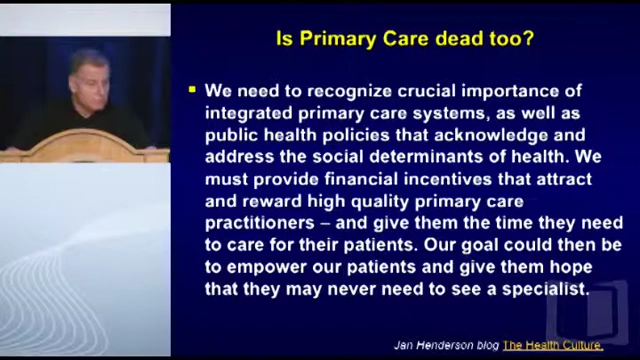 Is Primary Care dead too?
We need to recognize crucial importance of
integrated primary care systems, as well as
public health policies that acknowledge and
address the social determinants of health. We
must provide financial incentives that attract
and reward high quality primary care
practitioners – and give them the time they need
to care for their patients. Our goal could then be
to empower our patients and give them hope
that they may never need to see a specialist.
Jan Henderson blog The Health Culture.